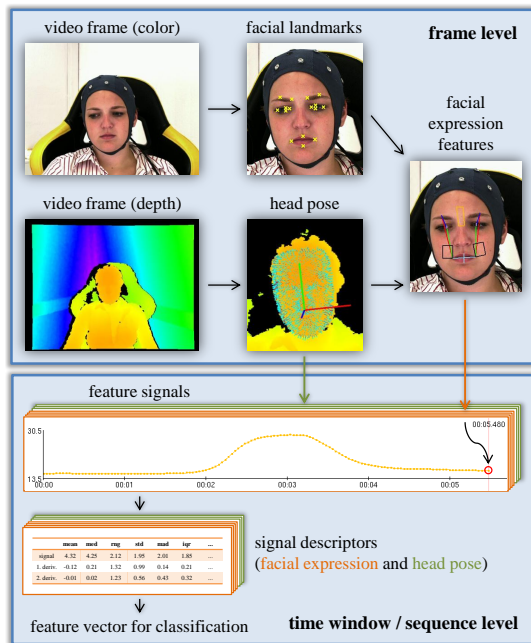 video frame (color)
facial landmarks
frame level
facial
expression
features
video frame (depth)
head pose
feature signals
00:05.480
30.5
13.5
00:00 00:01 00:02 00:03 00:04 00:05
mean med rng std mad iqr ...
signal 4.32 4.25 2.12 1.95 2.01 1.85 ...
1. deriv. -0.12 0.21 1.32 0.99 0.14 0.21 ...
2. deriv. -0.01 0.02 1.23 0.56 0.43 0.32 ...
signal descriptors
(facial expression and head pose)
feature vector for classification
time window / sequence level